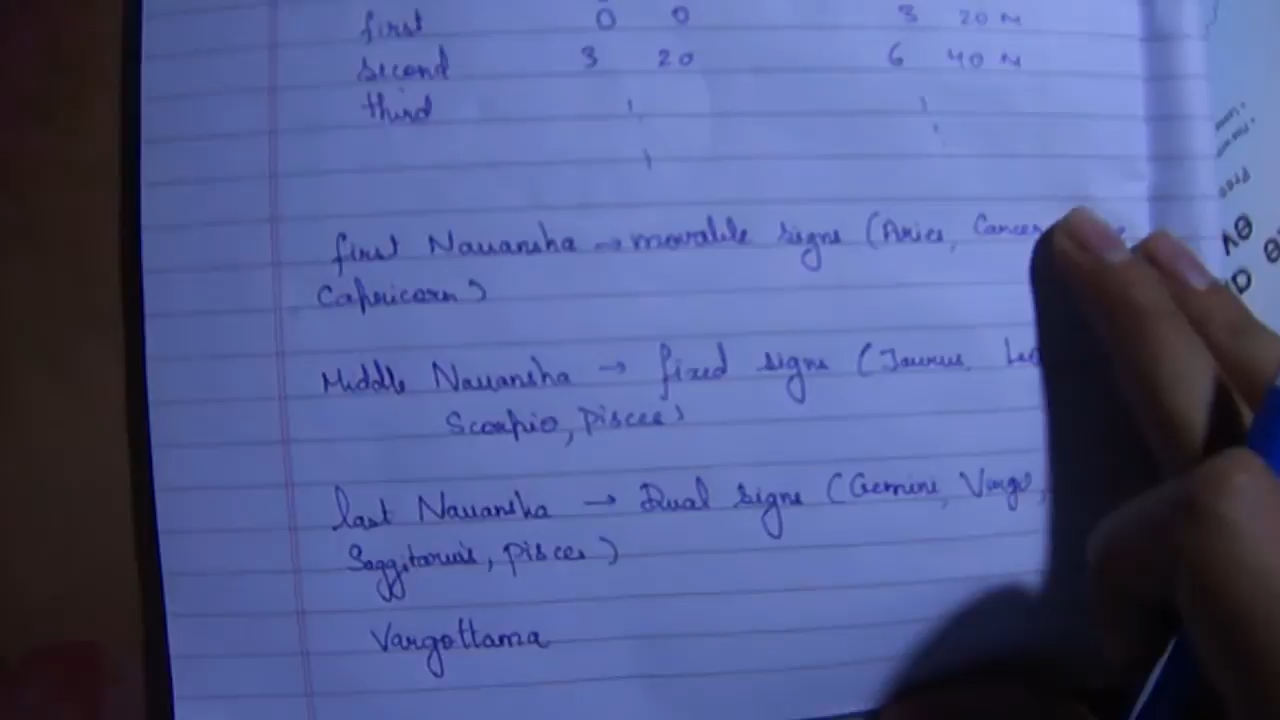 first 0 0 3 20 M
second 3 20 6 40 M
third
first Navansha → movable signs (Aries, Cancer
Capricorn)
Middle Navansha → fixed signs (Taurus, Leo
Scorpio, Pisces)
last Navansha → Dual signs (Gemini, Virgo,
Saggitarius, Pisces)
Vargottama